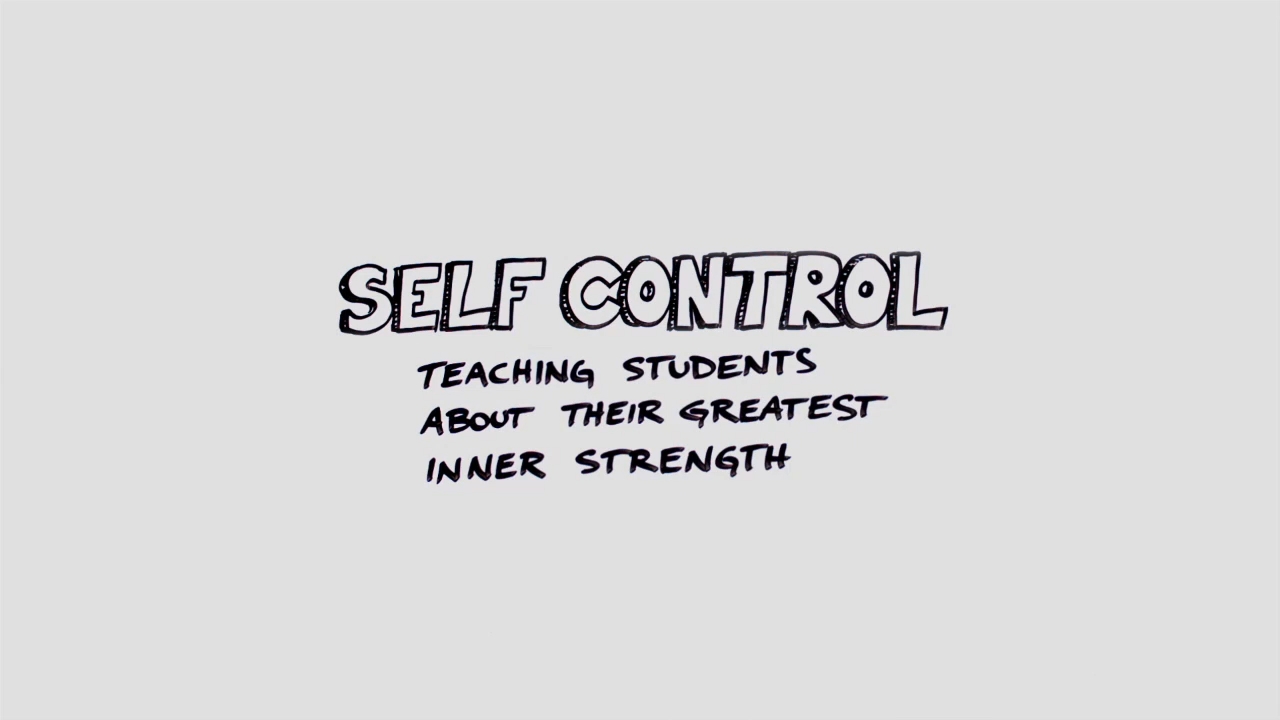 SELF CONTROL
TEACHING STUDENTS
ABOUT THEIR GREATEST
INNER STRENGTH